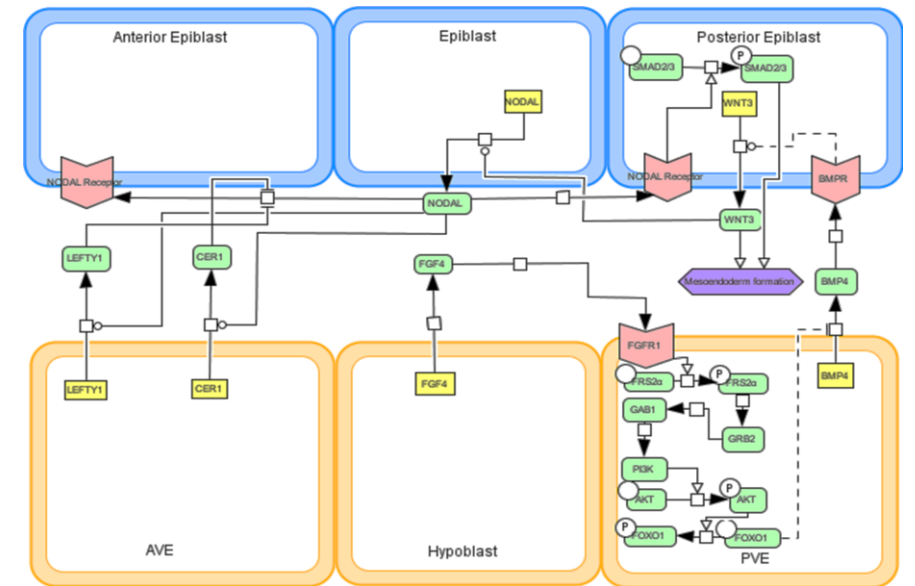 Anterior Epiblast
Epiblast
Posterior Epiblast
P
SMAD2/3
SMAD2/3
NODAL
WNT3
NODAL Receptor
NODAL Receptor
BMPR
NODAL
WNT3
LEFTY1
CER1
FGF4
Mesoendoderm formation
BMP4
FGFR1
LEFTY1
CER1
FGF4
P
FRS2α
FRS2α
BMP4
GAB1
GRB2
PI3K
P
AKT
AKT
P
FOXO1
FOXO1
AVE
Hypoblast
PVE